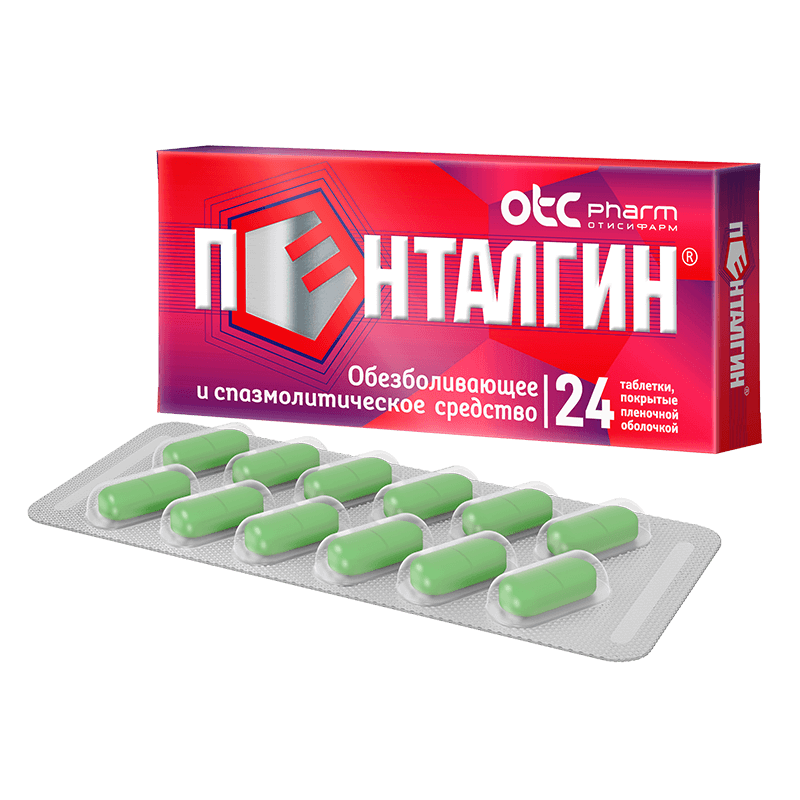 otc pharm
ОТИСИФАРМ
ПЕНТАЛГИН®
Обезболивающее
и спазмолитическое средство
24
таблетки,
покрытые
пленочной
оболочкой
ПЕНТАЛГИН®